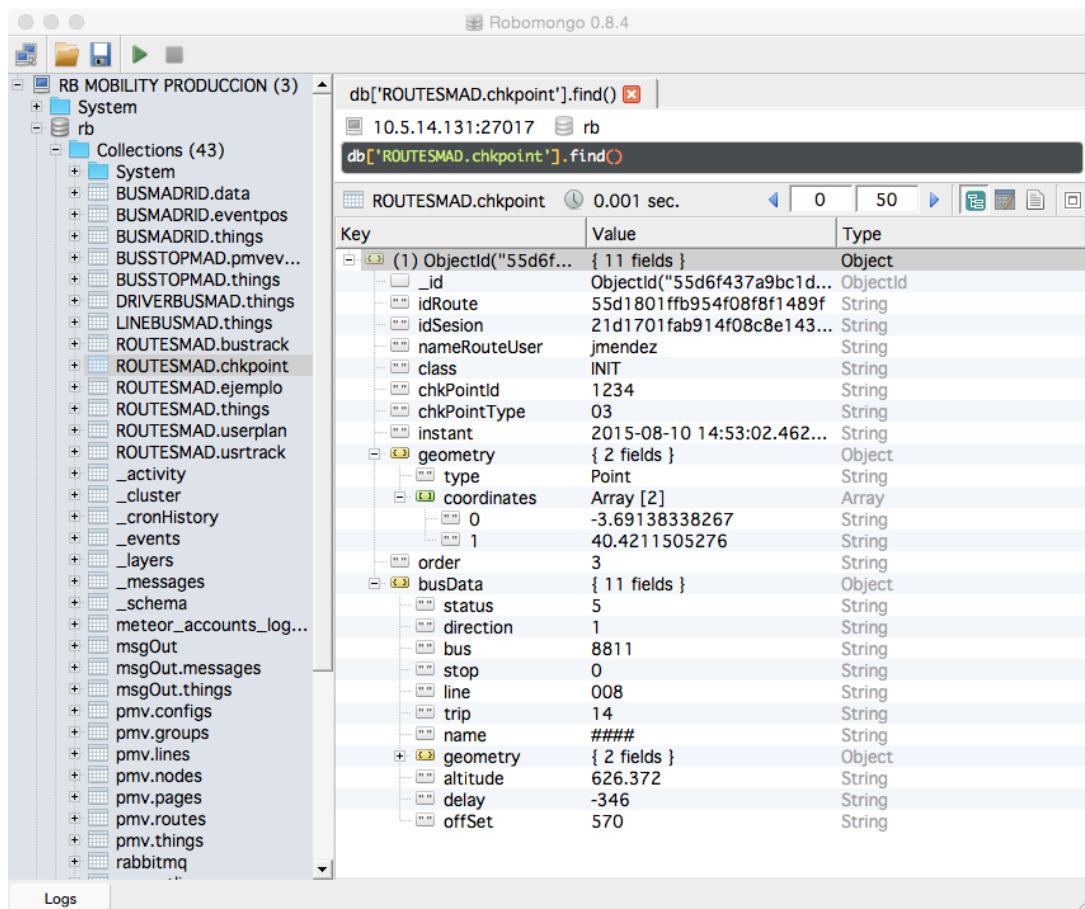 Robomongo 0.8.4
RB MOBILITY PRODUCCION (3)
System
rb
Collections (43)
System
BUSMADRID.data
BUSMADRID.eventpos
BUSMADRID.things
BUSSTOPMAD.pmvev...
BUSSTOPMAD.things
DRIVERBUSMAD.things
LINEBUSMAD.things
ROUTESMAD.bustrack
ROUTESMAD.chkpoint
ROUTESMAD.ejemplo
ROUTESMAD.things
ROUTESMAD.userplan
ROUTESMAD.usrtrack
_activity
_cluster
_cronHistory
_events
_layers
_messages
_schema
meteor_accounts_log...
msgOut
msgOut.messages
msgOut.things
pmv.configs
pmv.groups
pmv.lines
pmv.nodes
pmv.pages
pmv.routes
pmv.things
rabbitmq
Logs
db['ROUTESMAD.chkpoint'].find()
10.5.14.131:27017 rb
db['ROUTESMAD.chkpoint'].find()
ROUTESMAD.chkpoint 0.001 sec. 0 50
Key Value Type
(1) ObjectId("55d6f... { 11 fields } Object
_id ObjectId("55d6f437a9bc1d... ObjectId
idRoute 55d1801ffb954f08f8f1489f String
idSesion 21d1701fab914f08c8e143... String
nameRouteUser jmendez String
class INIT String
chkPointId 1234 String
chkPointType 03 String
instant 2015-08-10 14:53:02.462... String
geometry { 2 fields } Object
type Point String
coordinates Array [2] Array
0 -3.69138338267 String
1 40.4211505276 String
order 3 String
busData { 11 fields } Object
status 5 String
direction 1 String
bus 8811 String
stop 0 String
line 008 String
trip 14 String
name #### String
geometry { 2 fields } Object
altitude 626.372 String
delay -346 String
offSet 570 String